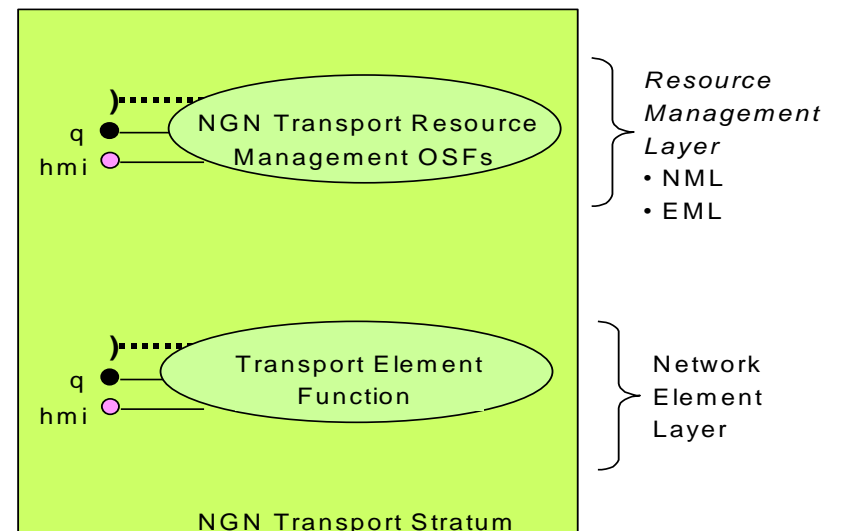 NGN Transport Resource
Management OSFs
q
hmi
Resource
Management
Layer
• NML
• EML
Transport Element
Function
q
hmi
Network
Element
Layer
NGN Transport Stratum